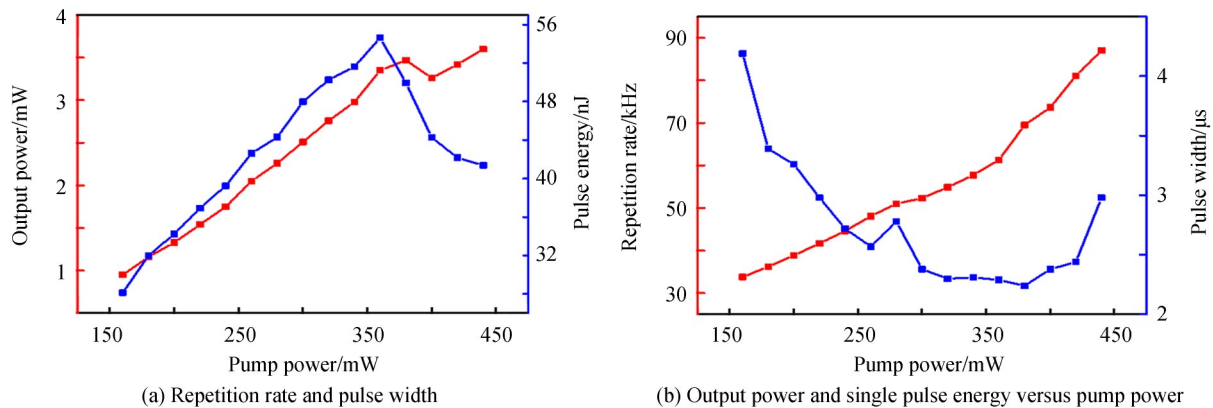 4
3
2
1
Output power/mW
56
48
40
32
Pulse energy/nJ
150
250
350
450
Pump power/mW
(a) Repetition rate and pulse width
90
70
50
30
Repetition rate/kHz
4
3
2
Pulse width/μs
150
250
350
450
Pump power/mW
(b) Output power and single pulse energy versus pump power